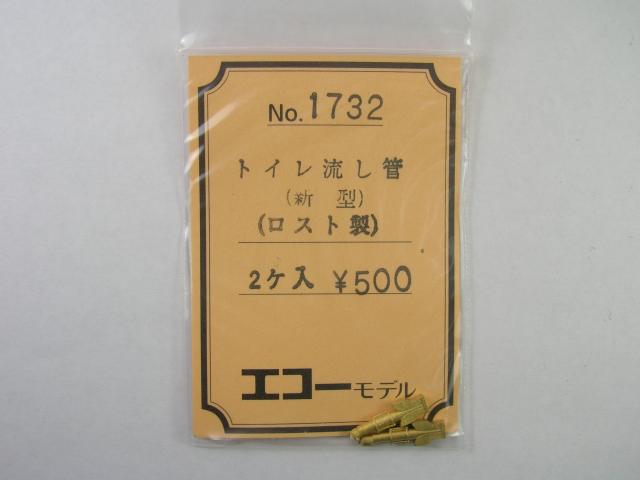 No. 1732
トイレ流し管
(新 型)
(ロスト製)
2ケ入 ¥500
エコーモデル